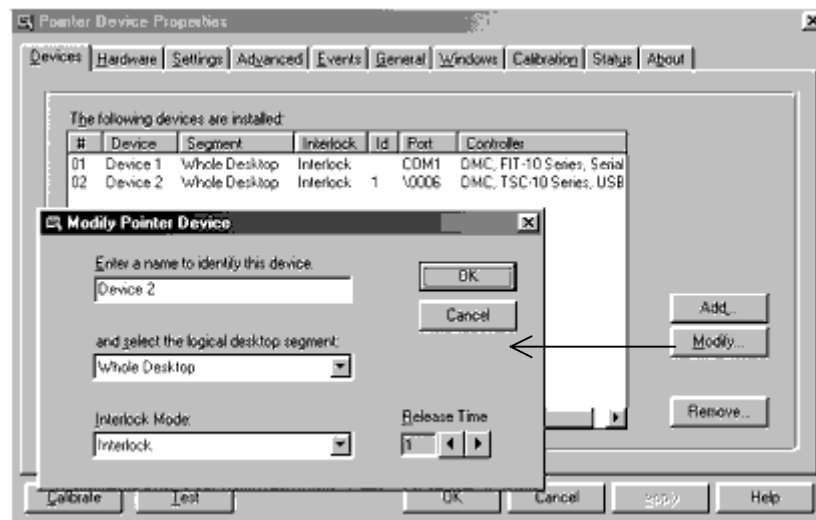 Pointer Device Properties
Devices Hardware Settings Advanced Events General Windows Calibration Status About
The following devices are installed:
# Device Segment Interlock Id Port Controller
01 Device 1 Whole Desktop Interlock COM1 DMC, FIT-10 Series, Serial
02 Device 2 Whole Desktop Interlock 1 \0006 DMC, TSC-10 Series, USB
Modify Pointer Device
Enter a name to identify this device.
Device 2
OK
Cancel
and select the logical desktop segment:
Whole Desktop
Interlock Mode:
Interlock
Release Time
1
Add...
Modify...
Remove...
Calibrate Test OK Cancel Apply Help